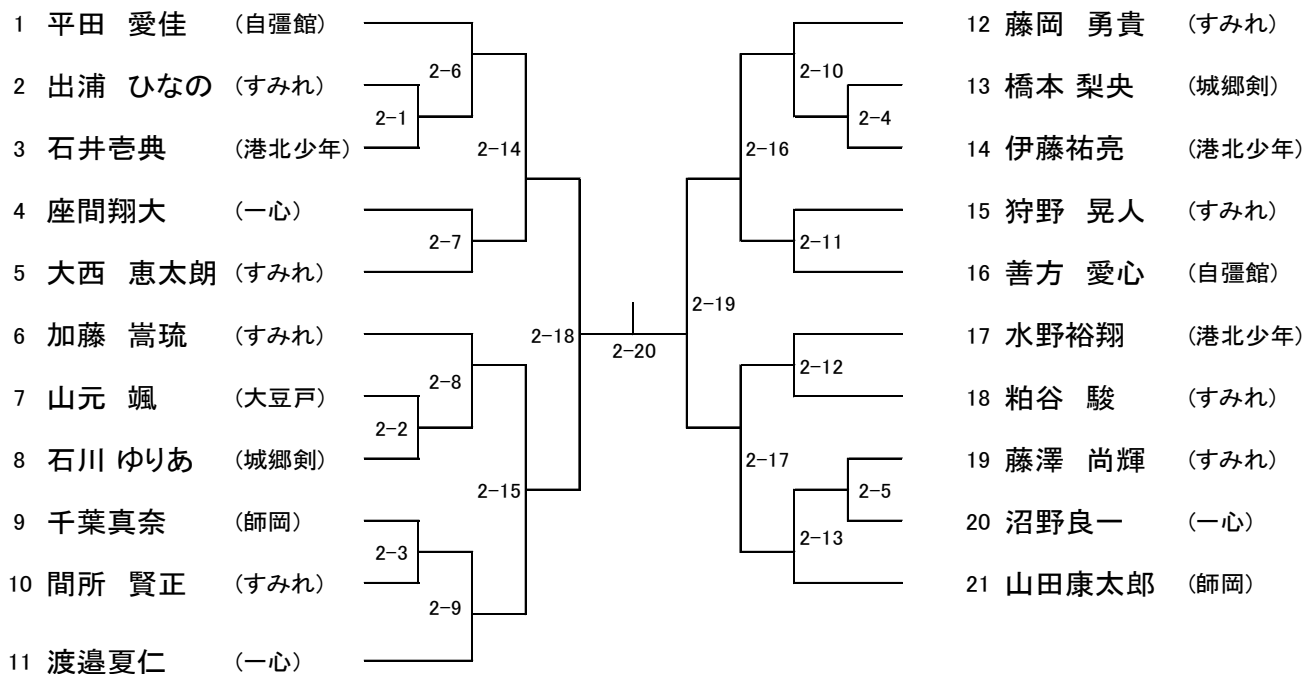 1 平田 愛佳 (自彊館)
2 出浦 ひなの (すみれ)
3 石井壱典 (港北少年)
4 座間翔大 (一心)
5 大西 恵太朗 (すみれ)
6 加藤 嵩琉 (すみれ)
7 山元 颯 (大豆戸)
8 石川 ゆりあ (城郷剣)
9 千葉真奈 (師岡)
10 間所 賢正 (すみれ)
11 渡邉夏仁 (一心)
2-6
2-1
2-14
2-7
2-18
2-8
2-2
2-15
2-3
2-9
2-20
2-10
2-4
2-16
2-11
2-19
2-12
2-17
2-5
2-13
12 藤岡 勇貴 (すみれ)
13 橋本 梨央 (城郷剣)
14 伊藤祐亮 (港北少年)
15 狩野 晃人 (すみれ)
16 善方 愛心 (自彊館)
17 水野裕翔 (港北少年)
18 粕谷 駿 (すみれ)
19 藤澤 尚輝 (すみれ)
20 沼野良一 (一心)
21 山田康太郎 (師岡)